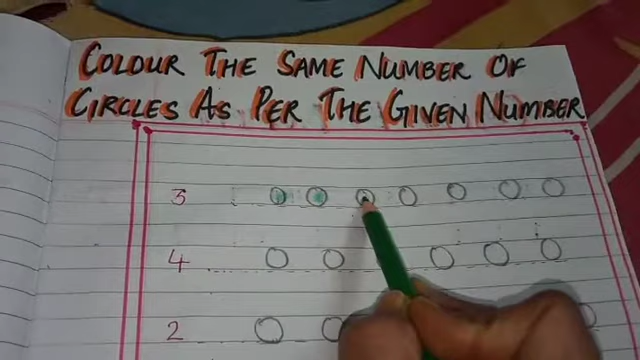 COLOUR THE SAME NUMBER OF
CIRCLES AS PER THE GIVEN NUMBER
3
4
2